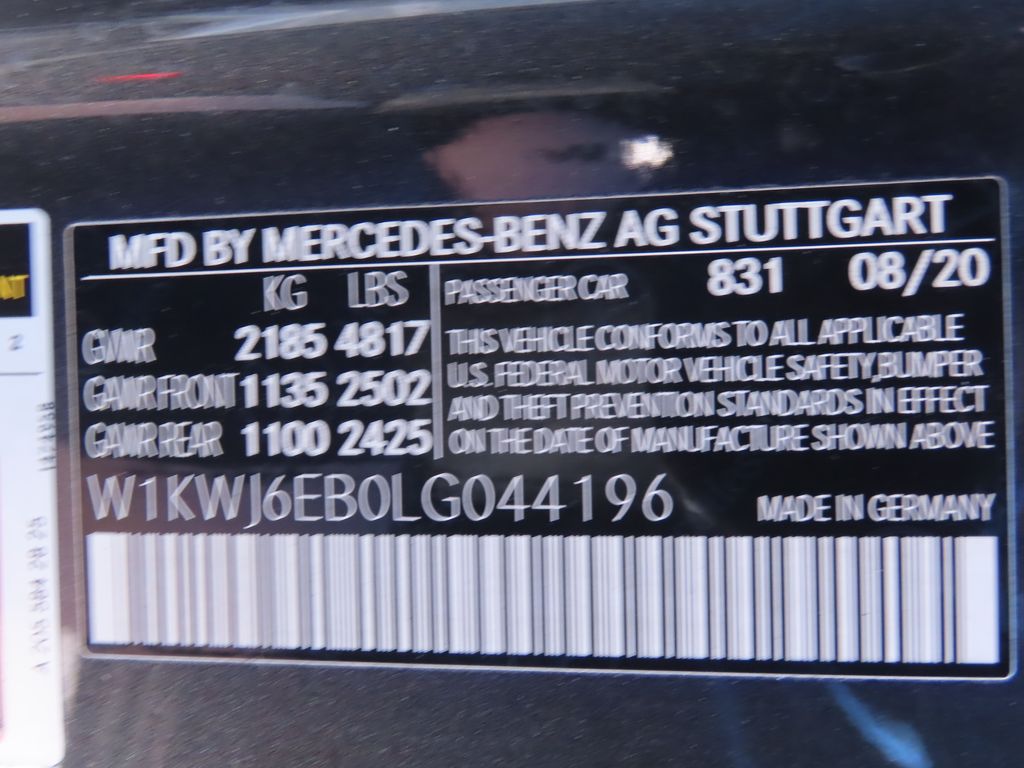 MFD BY MERCEDES-BENZ AG STUTTGART
KG LBS
PASSENGER CAR 831 08/20
GVWR 2185 4817
GAWR FRONT 1135 2502
GAWR REAR 1100 2425
THIS VEHICLE CONFORMS TO ALL APPLICABLE
U.S. FEDERAL MOTOR VEHICLE SAFETY, BUMPER
AND THEFT PREVENTION STANDARDS IN EFFECT
ON THE DATE OF MANUFACTURE SHOWN ABOVE
W1KWJ6EB0LG044196
MADE IN GERMANY